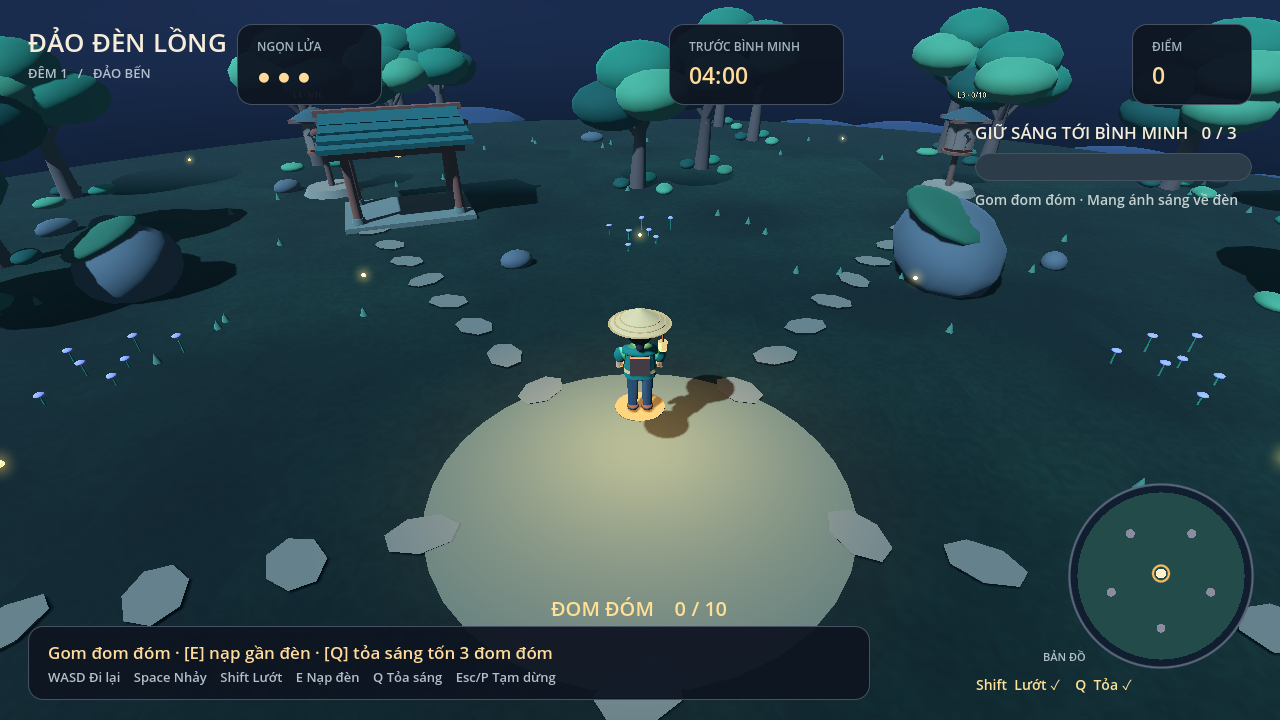 ĐẢO ĐÈN LỒNG
ĐÊM 1 / ĐẢO BẾN
NGỌN LỬA
TRƯỚC BÌNH MINH
04:00
ĐIỂM
0
L3 · 0/10
GIỮ SÁNG TỚI BÌNH MINH 0 / 3
Gom đom đóm · Mang ánh sáng về đèn
ĐOM ĐÓM 0 / 10
Gom đom đóm · [E] nạp gần đèn · [Q] tỏa sáng tốn 3 đom đóm
WASD Đi lại Space Nhảy Shift Lướt E Nạp đèn Q Tỏa sáng Esc/P Tạm dừng
BẢN ĐỒ
Shift Lướt ✓ Q Tỏa ✓